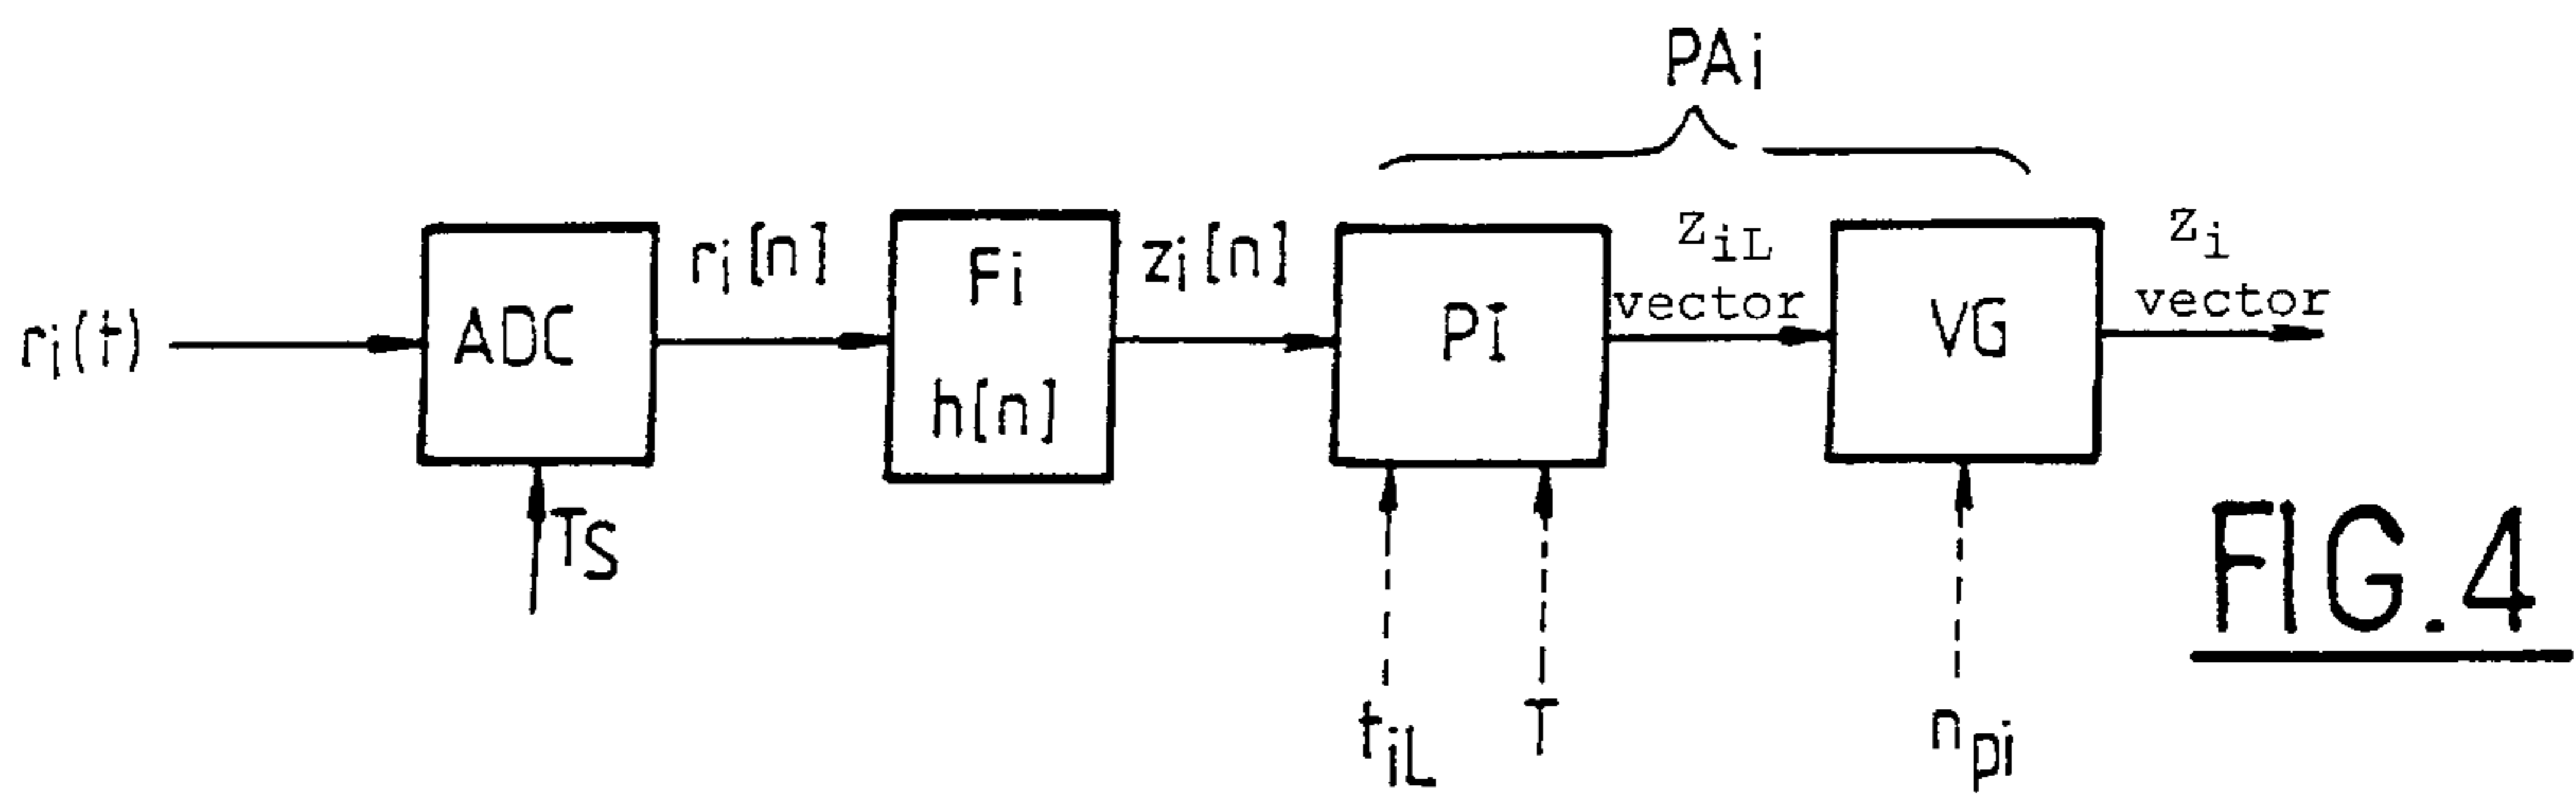 PAi
ri(t)
ADC
TS
ri[n]
Fi
h[n]
zi[n]
PI
tiL
T
ziL
vector
VG
npi
zi
vector
FIG.4